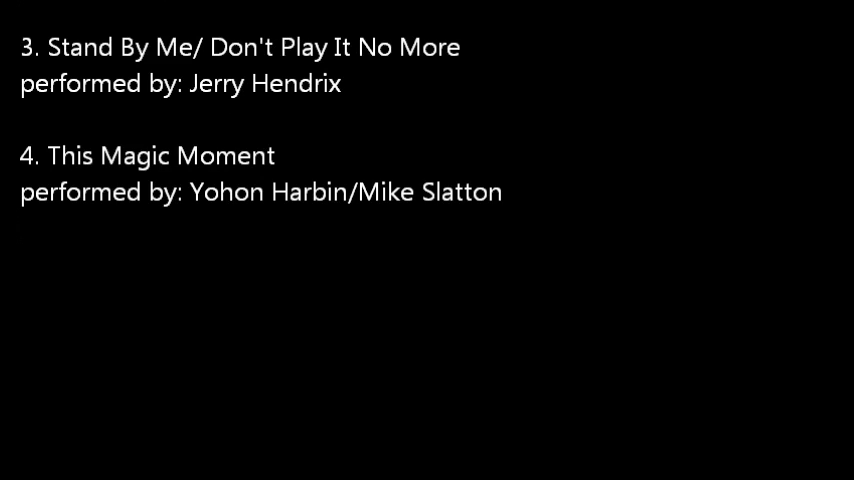 3. Stand By Me/ Don't Play It No More
performed by: Jerry Hendrix
4. This Magic Moment
performed by: Yohon Harbin/Mike Slatton